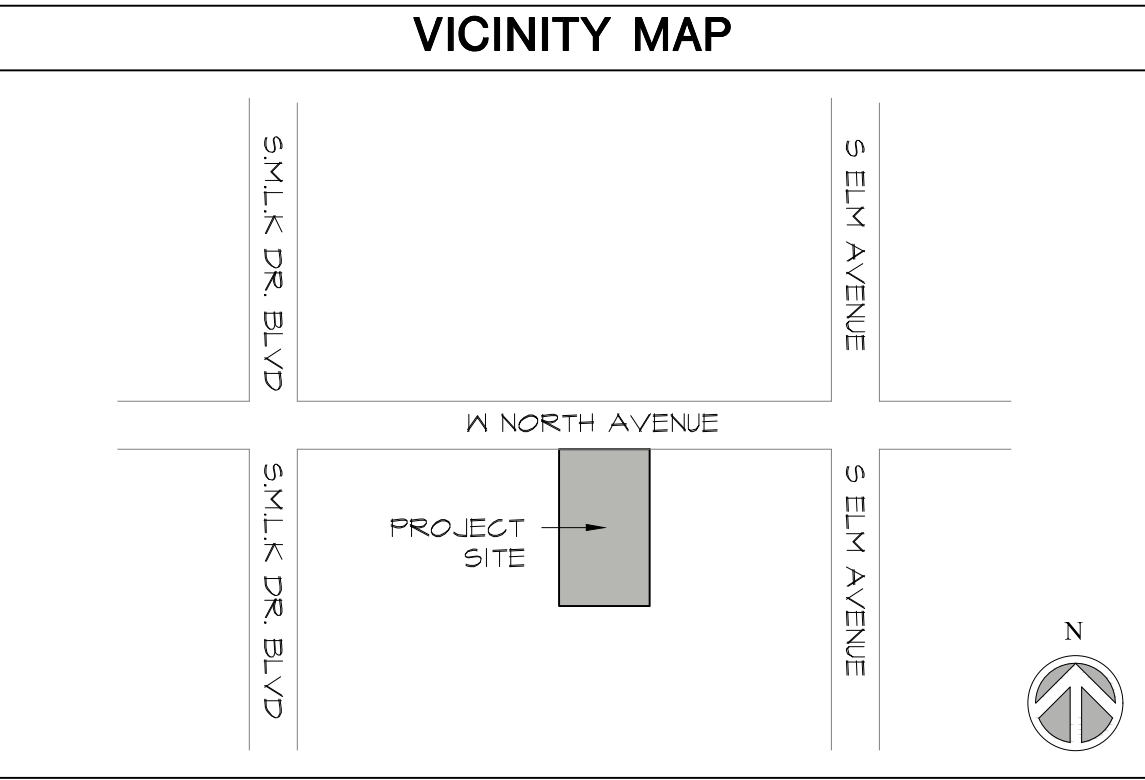 VICINITY MAP
S.M.L.K DR. BLVD
S ELM AVENUE
W NORTH AVENUE
S.M.L.K DR. BLVD
PROJECT
SITE
S ELM AVENUE
N